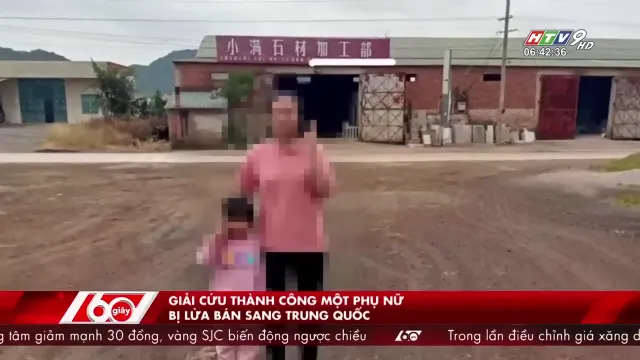 小满石材加工部
HTV9HD
06:42:36
60 giây
GIẢI CỨU THÀNH CÔNG MỘT PHỤ NỮ
BỊ LỪA BÁN SANG TRUNG QUỐC
g tâm giảm mạnh 30 đồng, vàng SJC biến động ngược chiều 60 Trong lần điều chỉnh giá xăng d